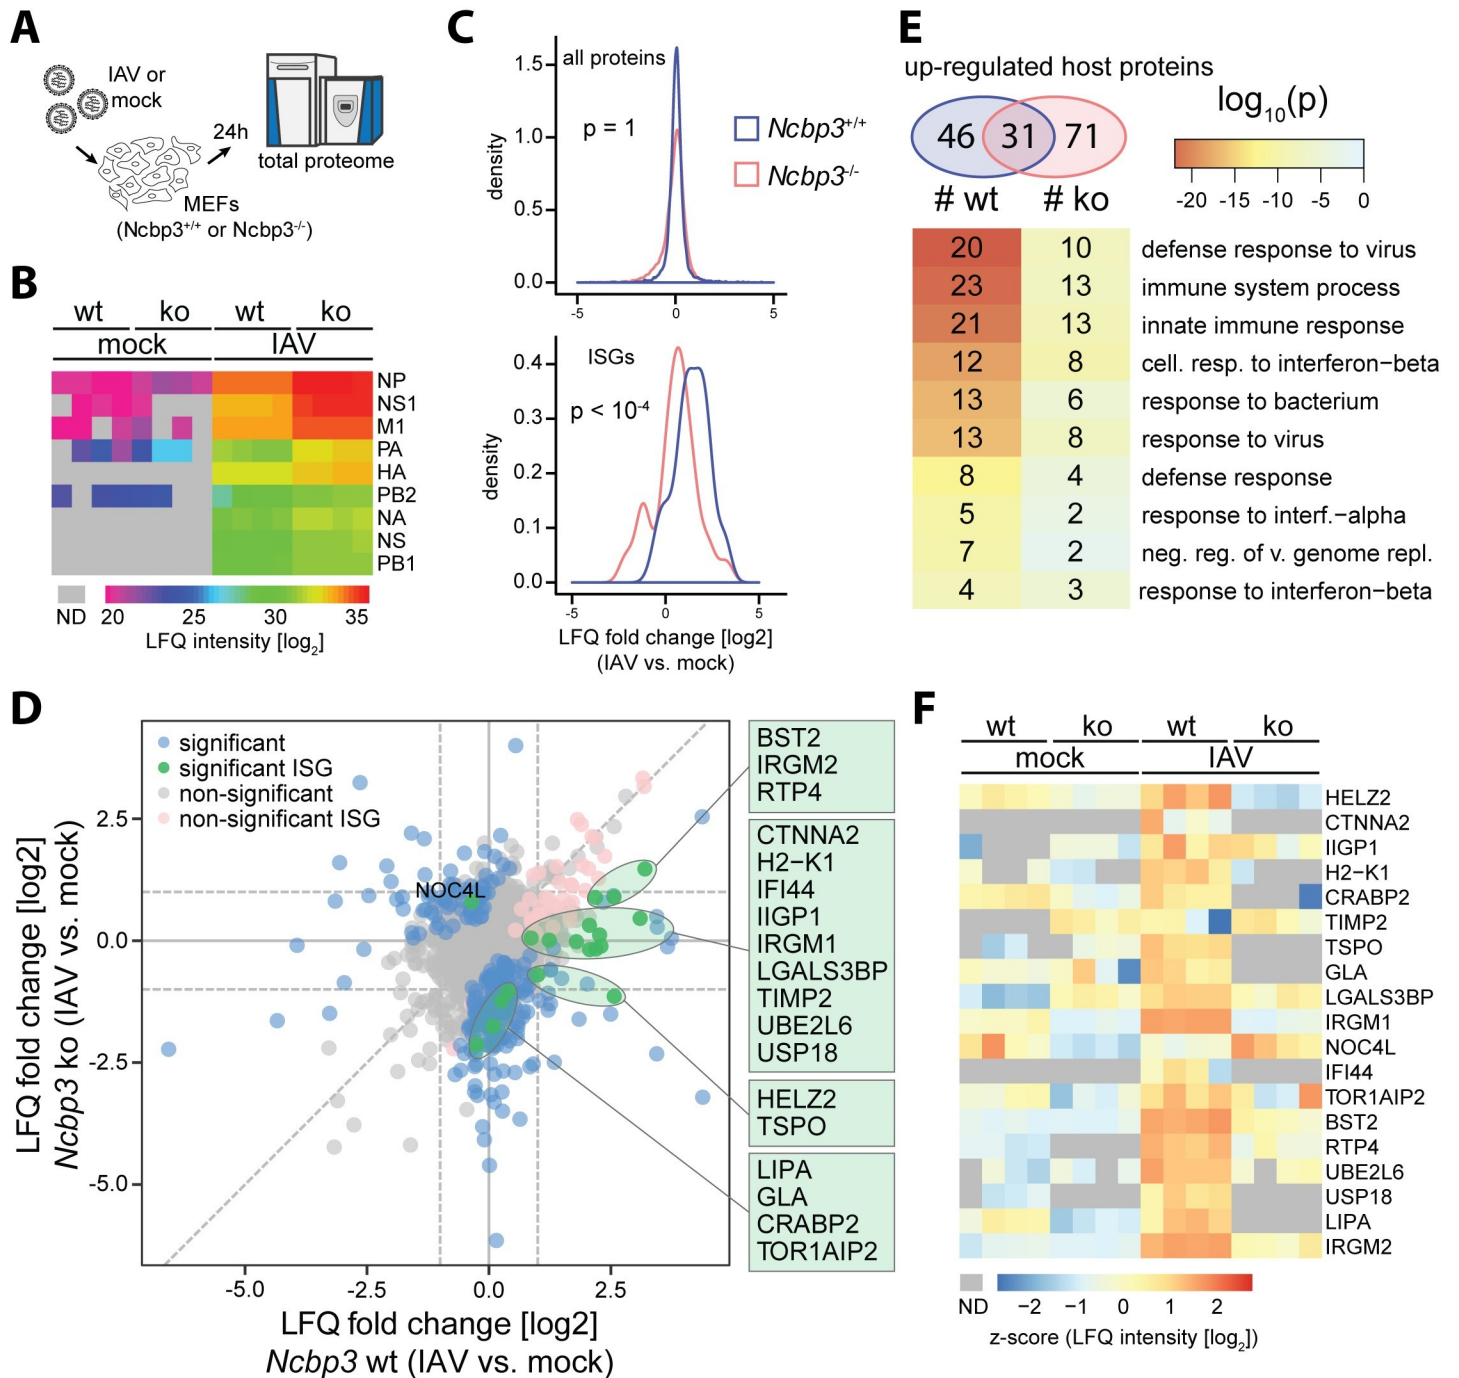 A
IAV or
mock
24h
total proteome
MEFs
(Ncbp3+/+ or Ncbp3-/-)
B
wt ko wt ko
mock IAV
NP
NS1
M1
PA
HA
PB2
NA
NS
PB1
ND 20 25 30 35
LFQ intensity [log2]
C
all proteins
p = 1
density
1.5
1.0
0.5
0.0
-5 0 5
Ncbp3+/+
Ncbp3-/-
ISGs
p < 10-4
density
0.4
0.3
0.2
0.1
0.0
-5 0 5
LFQ fold change [log2]
(IAV vs. mock)
E
up-regulated host proteins
46 31 71
# wt # ko
log10(p)
-20 -15 -10 -5 0
20 10 defense response to virus
23 13 immune system process
21 13 innate immune response
12 8 cell. resp. to interferon−beta
13 6 response to bacterium
13 8 response to virus
8 4 defense response
5 2 response to interf.−alpha
7 2 neg. reg. of v. genome repl.
4 3 response to interferon−beta
D
significant
significant ISG
non-significant
non-significant ISG
NOC4L
2.5
0.0
-2.5
-5.0
-5.0 -2.5 0.0 2.5
LFQ fold change [log2]
Ncbp3 ko (IAV vs. mock)
LFQ fold change [log2]
Ncbp3 wt (IAV vs. mock)
BST2
IRGM2
RTP4
CTNNA2
H2−K1
IFI44
IIGP1
IRGM1
LGALS3BP
TIMP2
UBE2L6
USP18
HELZ2
TSPO
LIPA
GLA
CRABP2
TOR1AIP2
F
wt ko wt ko
mock IAV
HELZ2
CTNNA2
IIGP1
H2−K1
CRABP2
TIMP2
TSPO
GLA
LGALS3BP
IRGM1
NOC4L
IFI44
TOR1AIP2
BST2
RTP4
UBE2L6
USP18
LIPA
IRGM2
ND −2 −1 0 1 2
z-score (LFQ intensity [log2])